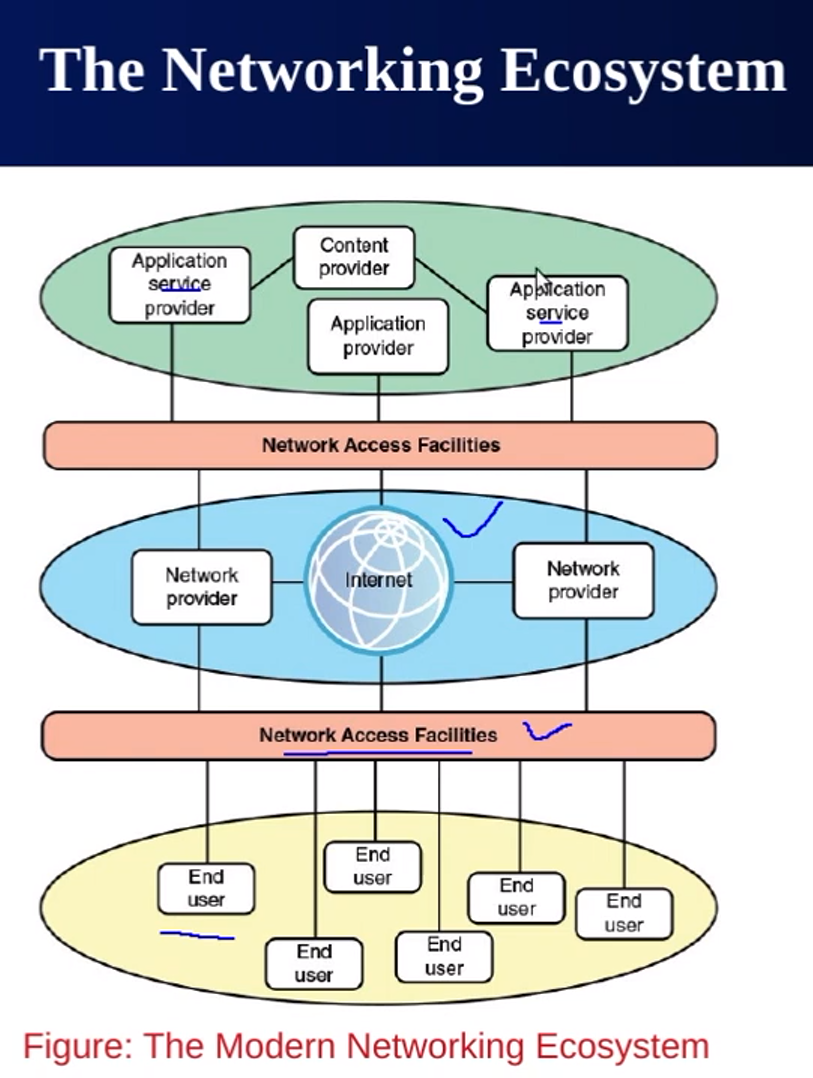 The Networking Ecosystem
Content
provider
Application
service
provider
Application
service
provider
Application
provider
Network Access Facilities
Network
provider
Internet
Network
provider
Network Access Facilities
End
user
End
user
End
user
End
user
End
user
End
user
Figure: The Modern Networking Ecosystem